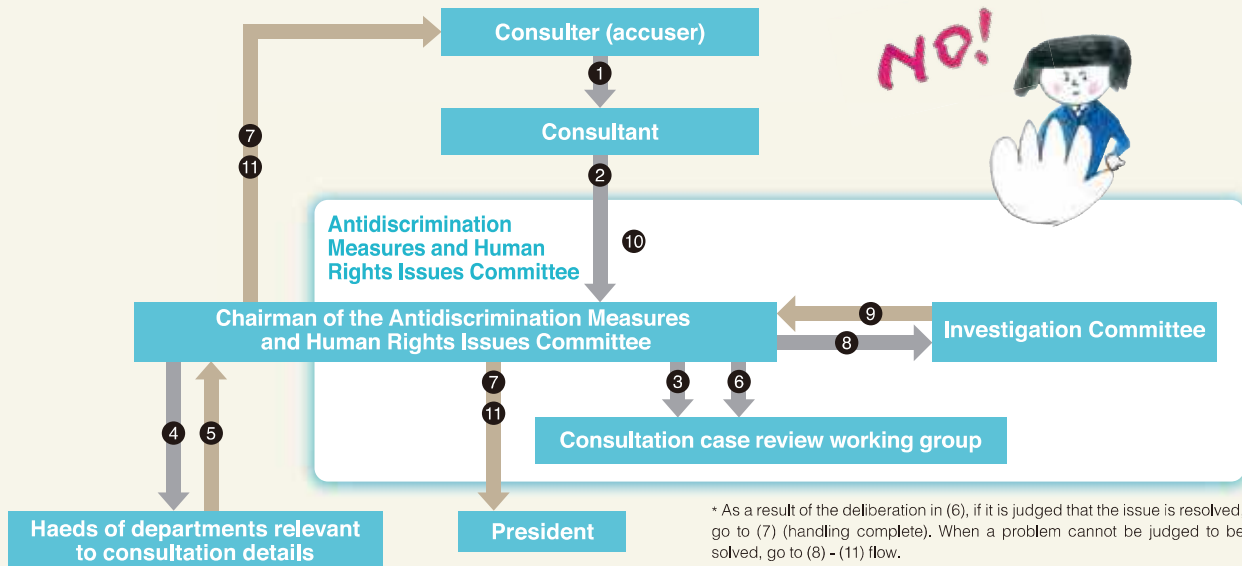 Consulter (accuser)
NO!
1
Consultant
7
11
2
Antidiscrimination
Measures and Human
Rights Issues Committee
10
Chairman of the Antidiscrimination Measures
and Human Rights Issues Committee
9
Investigation Committee
8
3
6
7
11
4
5
Consultation case review working group
Haeds of departments relevant
to consultation details
President
* As a result of the deliberation in (6), if it is judged that the issue is resolved
go to (7) (handling complete). When a problem cannot be judged to be
solved, go to (8) - (11) flow.